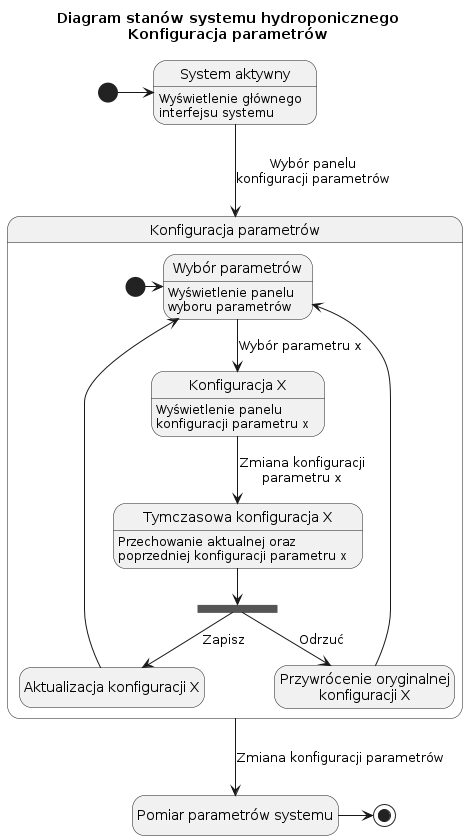 Diagram stanów systemu hydroponicznego
Konfiguracja parametrów
System aktywny
Wyświetlenie głównego
interfejsu systemu
Wybór panelu
konfiguracji parametrów
Konfiguracja parametrów
Wybór parametrów
Wyświetlenie panelu
wyboru parametrów
Wybór parametru x
Konfiguracja X
Wyświetlenie panelu
konfiguracji parametru x
Zmiana konfiguracji
parametru x
Tymczasowa konfiguracja X
Przechowanie aktualnej oraz
poprzedniej konfiguracji parametru x
Zapisz
Odrzuć
Aktualizacja konfiguracji X
Przywrócenie oryginalnej
konfiguracji X
Zmiana konfiguracji parametrów
Pomiar parametrów systemu